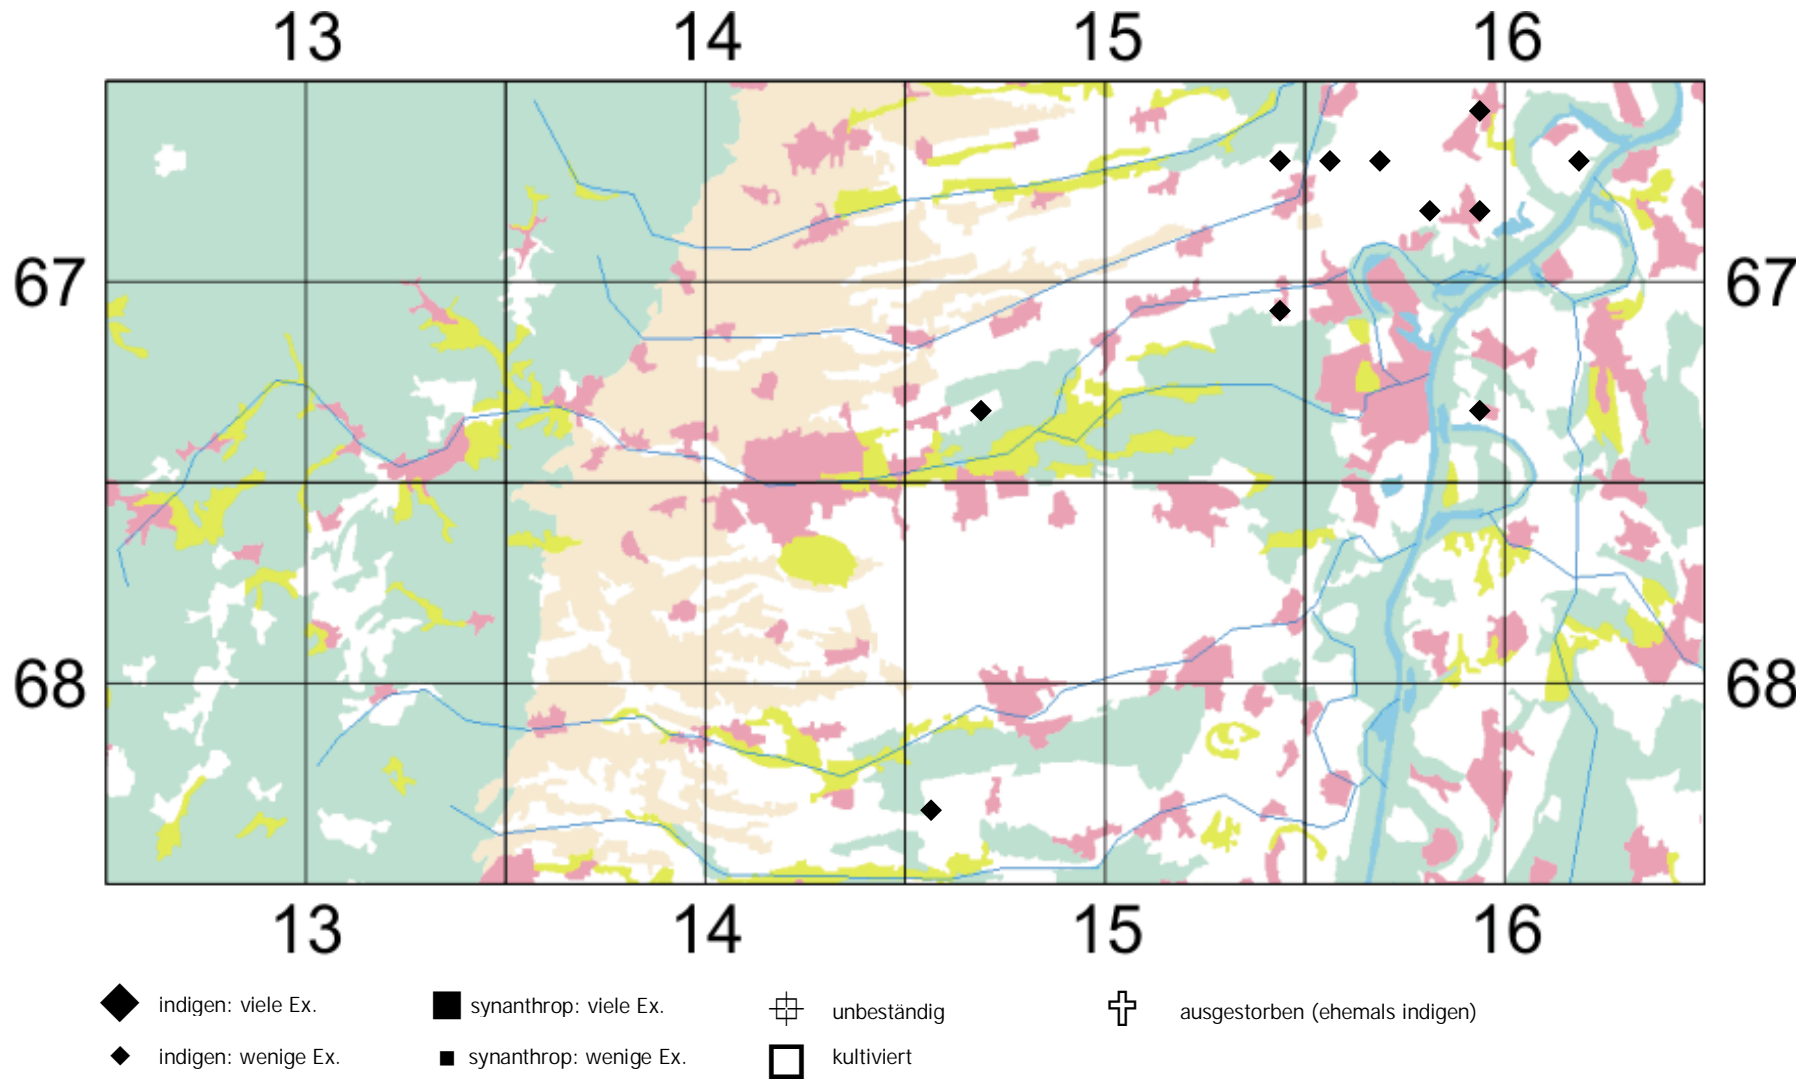 13 14 15 16
67 67
68 68
13 14 15 16
indigen: viele Ex. synanthrop: viele Ex. unbeständig ausgestorben (ehemals indigen)
indigen: wenige Ex. synanthrop: wenige Ex. kultiviert